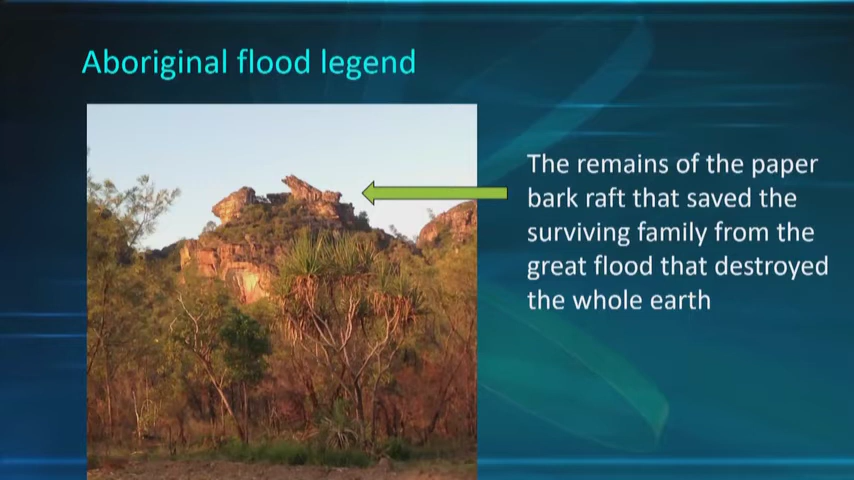 Aboriginal flood legend
The remains of the paper
bark raft that saved the
surviving family from the
great flood that destroyed
the whole earth